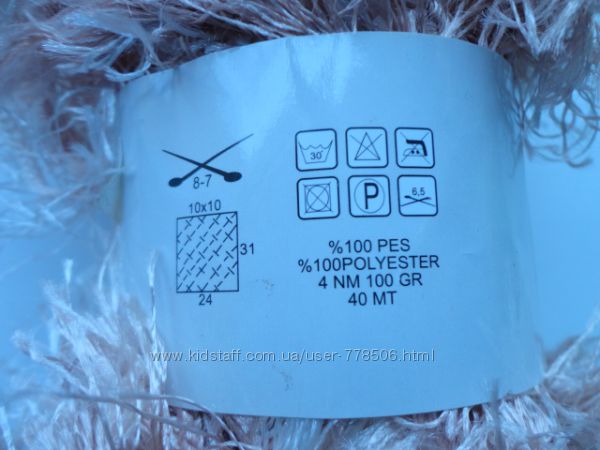 8-7
10x10
31
24
30°
P
6,5
%100 PES
%100POLYESTER
4 NM 100 GR
40 MT
www.kidstaff.com.ua/user-778506.html